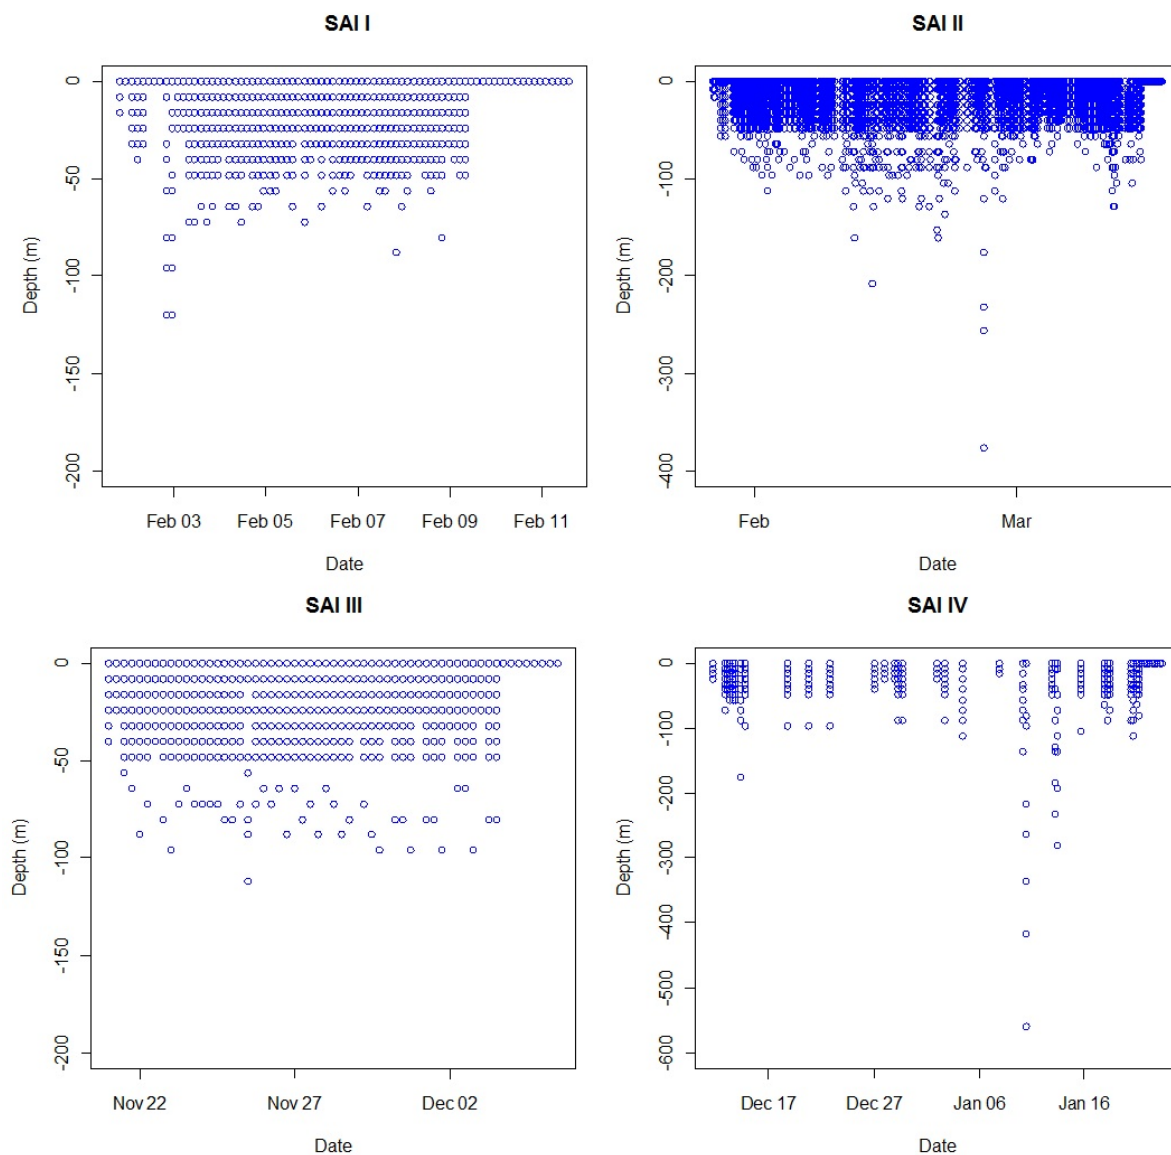 SAI I
Depth (m)
0
-50
-100
-150
-200
Feb 03 Feb 05 Feb 07 Feb 09 Feb 11
Date
SAI II
Depth (m)
0
-100
-200
-300
-400
Feb Mar
Date
SAI III
Depth (m)
0
-50
-100
-150
-200
Nov 22 Nov 27 Dec 02
Date
SAI IV
Depth (m)
0
-100
-200
-300
-400
-500
-600
Dec 17 Dec 27 Jan 06 Jan 16
Date